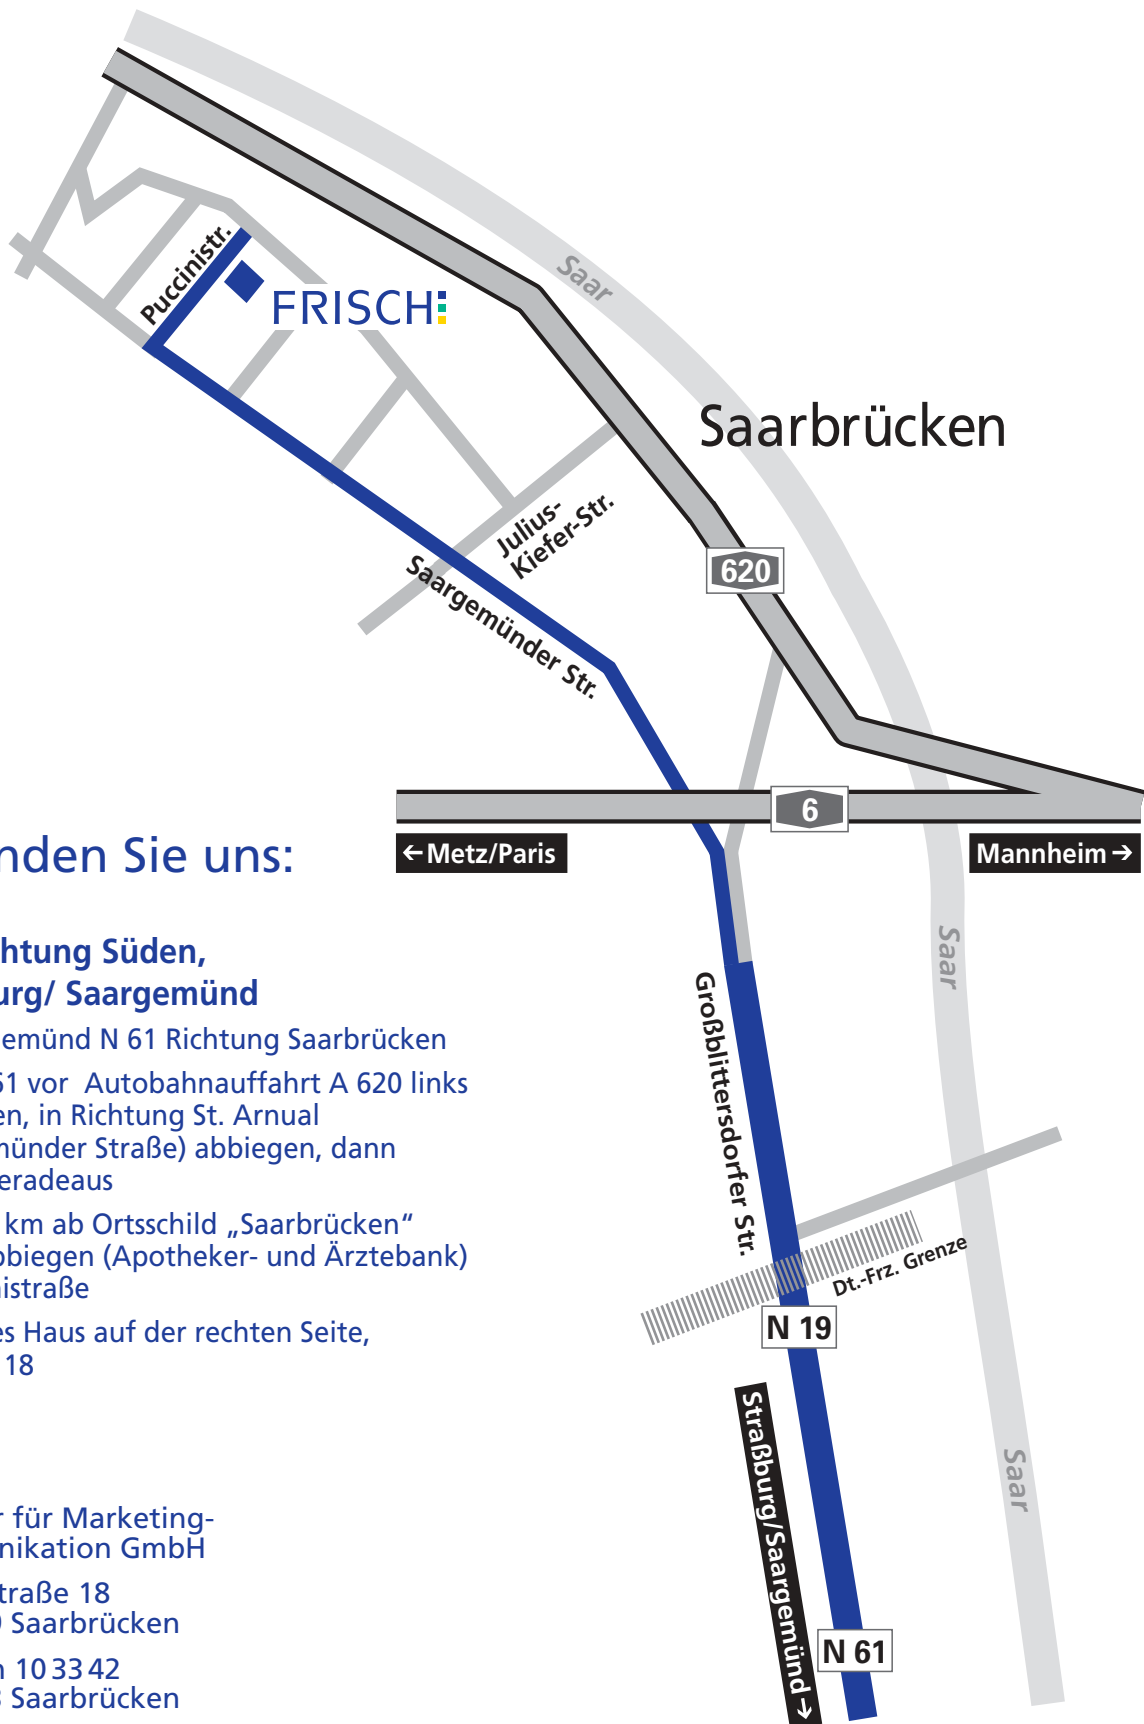 Saar
Puccinistr.
FRISCH
Saarbrücken
Julius-
Kiefer-Str.
620
Saargemünder Str.
6
←Metz/Paris
Mannheim→
nden Sie uns:
Saar
htung Süden,
urg/ Saargemünd
emünd N 61 Richtung Saarbrücken
61 vor Autobahnauffahrt A 620 links
en, in Richtung St. Arnual
münder Straße) abbiegen, dann
eradeaus
km ab Ortsschild „Saarbrücken“
bbiegen (Apotheker- und Ärztebank)
nistraße
es Haus auf der rechten Seite,
18
Großblittersdorfer Str.
Dt.-Frz. Grenze
N 19
Straßburg/Saargemünd→
Saar
N 61
r für Marketing-
nikation GmbH
traße 18
Saarbrücken
10 33 42
Saarbrücken